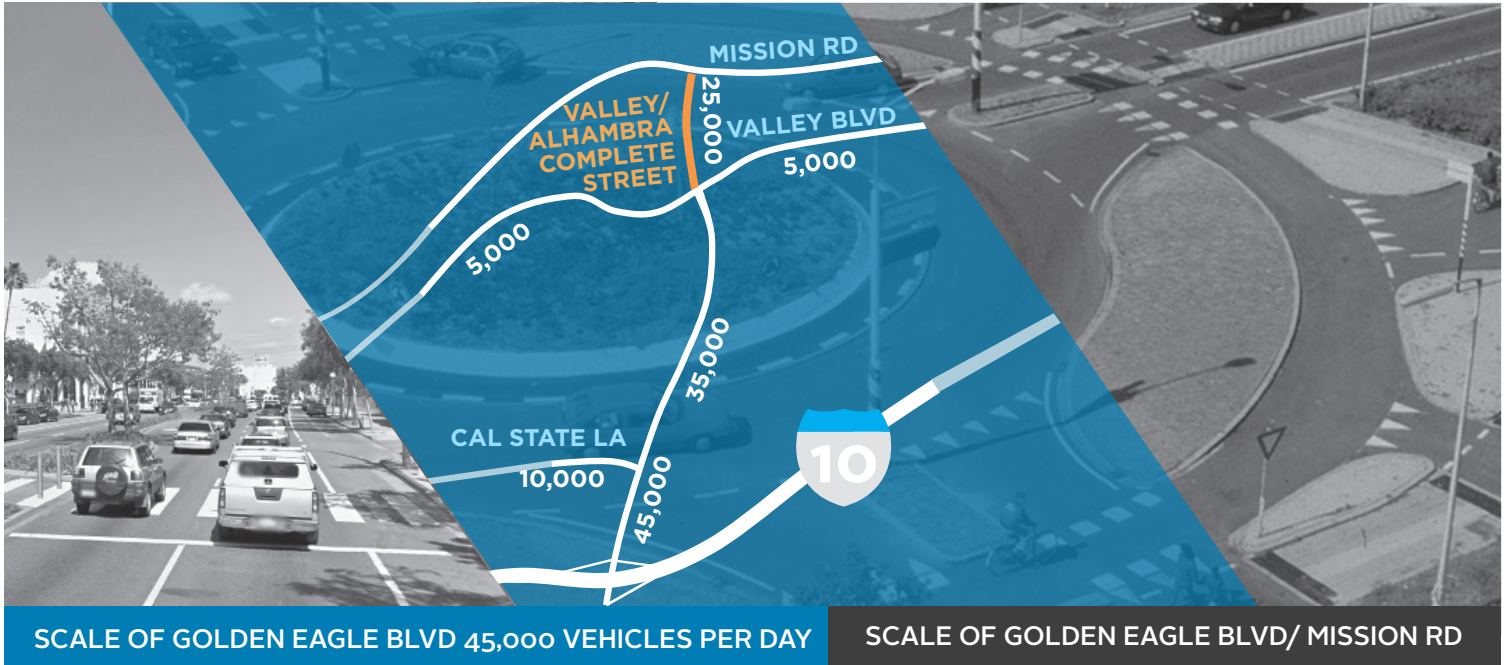 MISSION RD
25,000
VALLEY/
ALHAMBRA
COMPLETE
STREET
VALLEY BLVD
5,000
5,000
35,000
10
CAL STATE LA
10,000
45,000
SCALE OF GOLDEN EAGLE BLVD 45,000 VEHICLES PER DAY
SCALE OF GOLDEN EAGLE BLVD/ MISSION RD